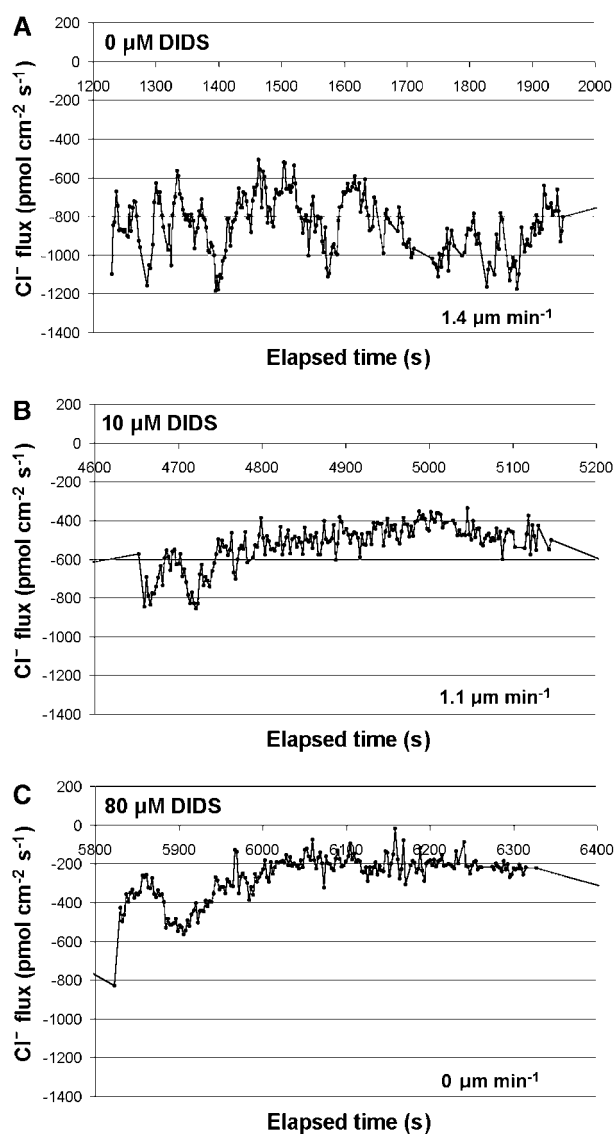 A
0 µM DIDS
200
0
-200
-400
-600
-800
-1000
-1200
-1400
1200 1300 1400 1500 1600 1700 1800 1900 2000
Cl⁻ flux (pmol cm⁻² s⁻¹)
1.4 µm min⁻¹
Elapsed time (s)
B
10 µM DIDS
200
0
-200
-400
-600
-800
-1000
-1200
-1400
4600 4700 4800 4900 5000 5100 5200
Cl⁻ flux (pmol cm⁻² s⁻¹)
1.1 µm min⁻¹
Elapsed time (s)
C
80 µM DIDS
200
0
-200
-400
-600
-800
-1000
-1200
-1400
5800 5900 6000 6100 6200 6300 6400
Cl⁻ flux (pmol cm⁻² s⁻¹)
0 µm min⁻¹
Elapsed time (s)